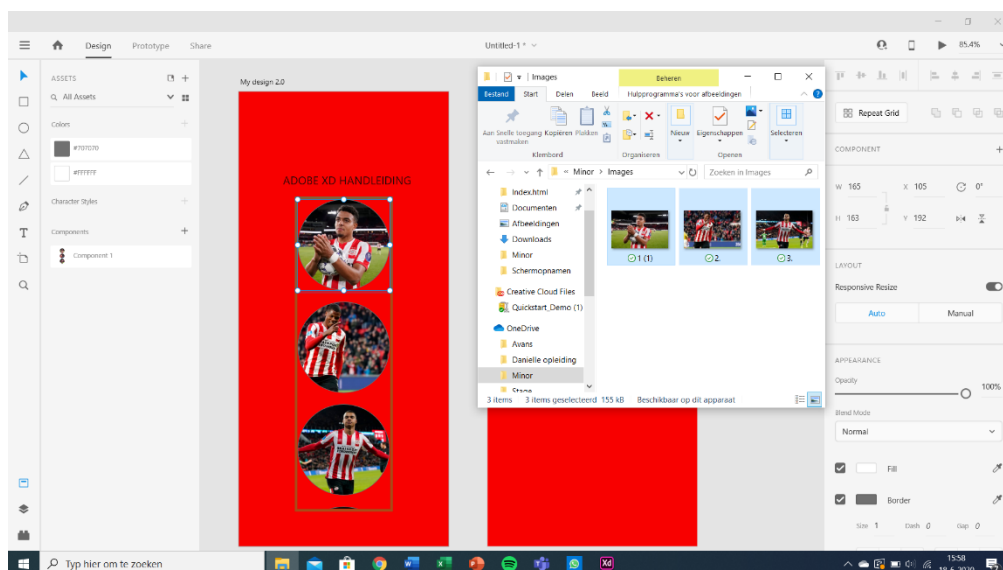 Design Prototype Share
Untitled-1 *
85.4%
ASSETS
All Assets
Colors
#707070
#FFFFFF
Character Styles
Components
Component 1
My design 2.0
ADOBE XD HANDLEIDING
Images
Beheren
Bestand Start Delen Beeld Hulpprogramma's voor afbeeldingen
Aan Snelle toegang vastmaken
Kopiëren Plakken
Nieuw Eigenschappen Selecteren
Klembord Organiseren Openen
« Minor > Images
Zoeken in Images
Index.html
Documenten
Afbeeldingen
Downloads
Minor
Schermopnamen
Creative Cloud Files
Quickstart_Demo (1)
OneDrive
Avans
Danielle opleiding
Minor
Stage
1 (1) 2. 3.
3 items 3 items geselecteerd 155 kB Beschikbaar op dit apparaat
Repeat Grid
COMPONENT
W 165 X 105 0°
H 163 Y 192
LAYOUT
Responsive Resize
Auto Manual
APPEARANCE
Opacity
100%
Blend Mode
Normal
Fill
Border
Size 1 Dash 0 Gap 0
Typ hier om te zoeken
Xd
15:58
18-6-2020